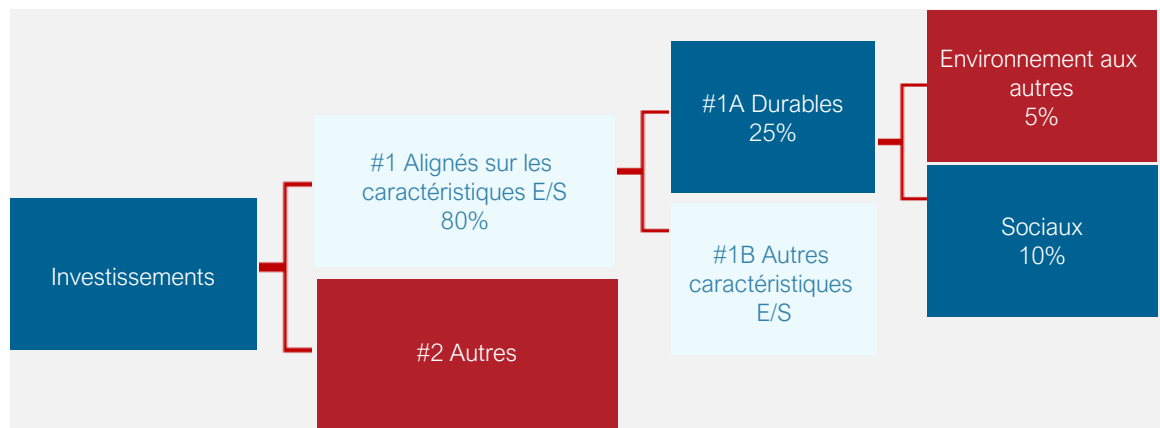 Investissements
#1 Alignés sur les
caractéristiques E/S
80%
#2 Autres
#1A Durables
25%
#1B Autres
caractéristiques
E/S
Environnement aux
autres
5%
Sociaux
10%